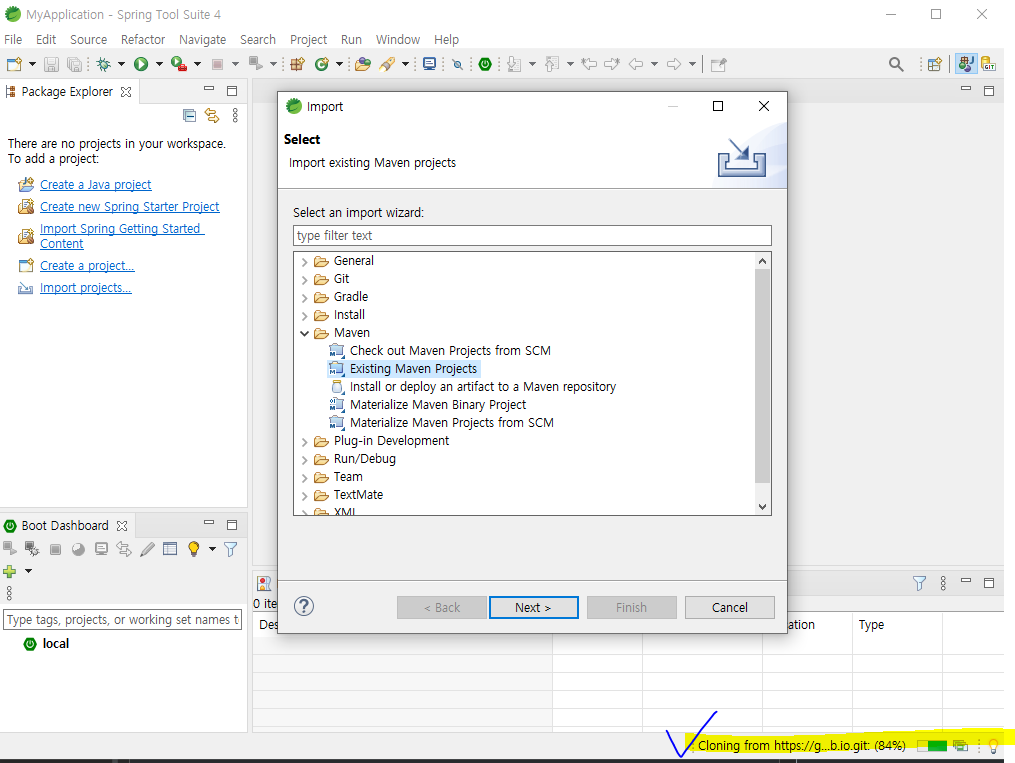 MyApplication - Spring Tool Suite 4
File Edit Source Refactor Navigate Search Project Run Window Help
Package Explorer
There are no projects in your workspace.
To add a project:
Create a Java project
Create new Spring Starter Project
Import Spring Getting Started
Content
Create a project...
Import projects...
Boot Dashboard
Type tags, projects, or working set names t
local
Import
Select
Import existing Maven projects
Select an import wizard:
type filter text
General
Git
Gradle
Install
Maven
Check out Maven Projects from SCM
Existing Maven Projects
Install or deploy an artifact to a Maven repository
Materialize Maven Binary Project
Materialize Maven Projects from SCM
Plug-in Development
Run/Debug
Team
TextMate
XML
< Back Next > Finish Cancel
0 ite
Des ation Type
Cloning from https://g...b.io.git: (84%)